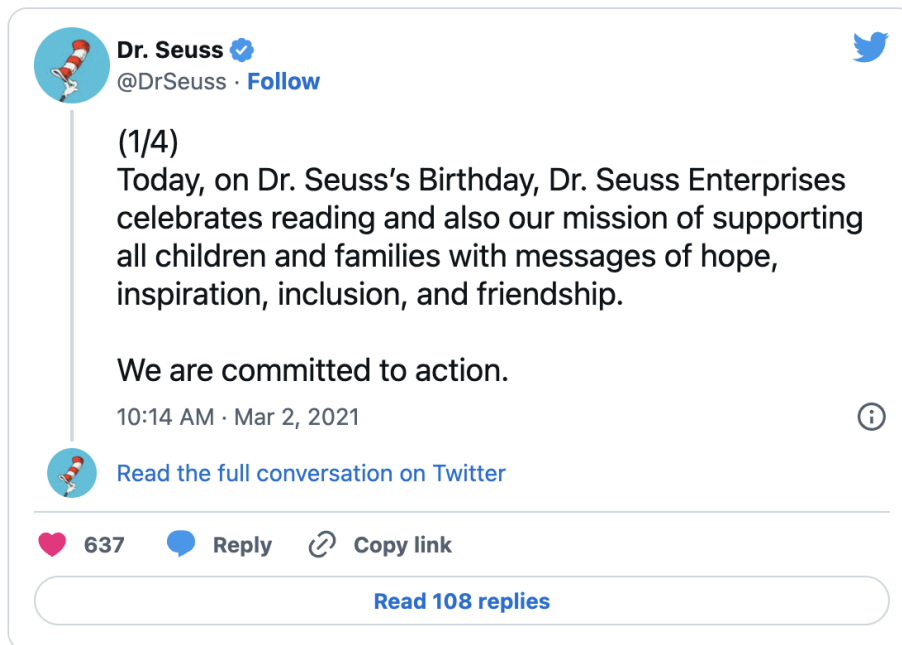 Dr. Seuss
@DrSeuss · Follow
(1/4)
Today, on Dr. Seuss’s Birthday, Dr. Seuss Enterprises
celebrates reading and also our mission of supporting
all children and families with messages of hope,
inspiration, inclusion, and friendship.
We are committed to action.
10:14 AM · Mar 2, 2021
Read the full conversation on Twitter
637 Reply Copy link
Read 108 replies